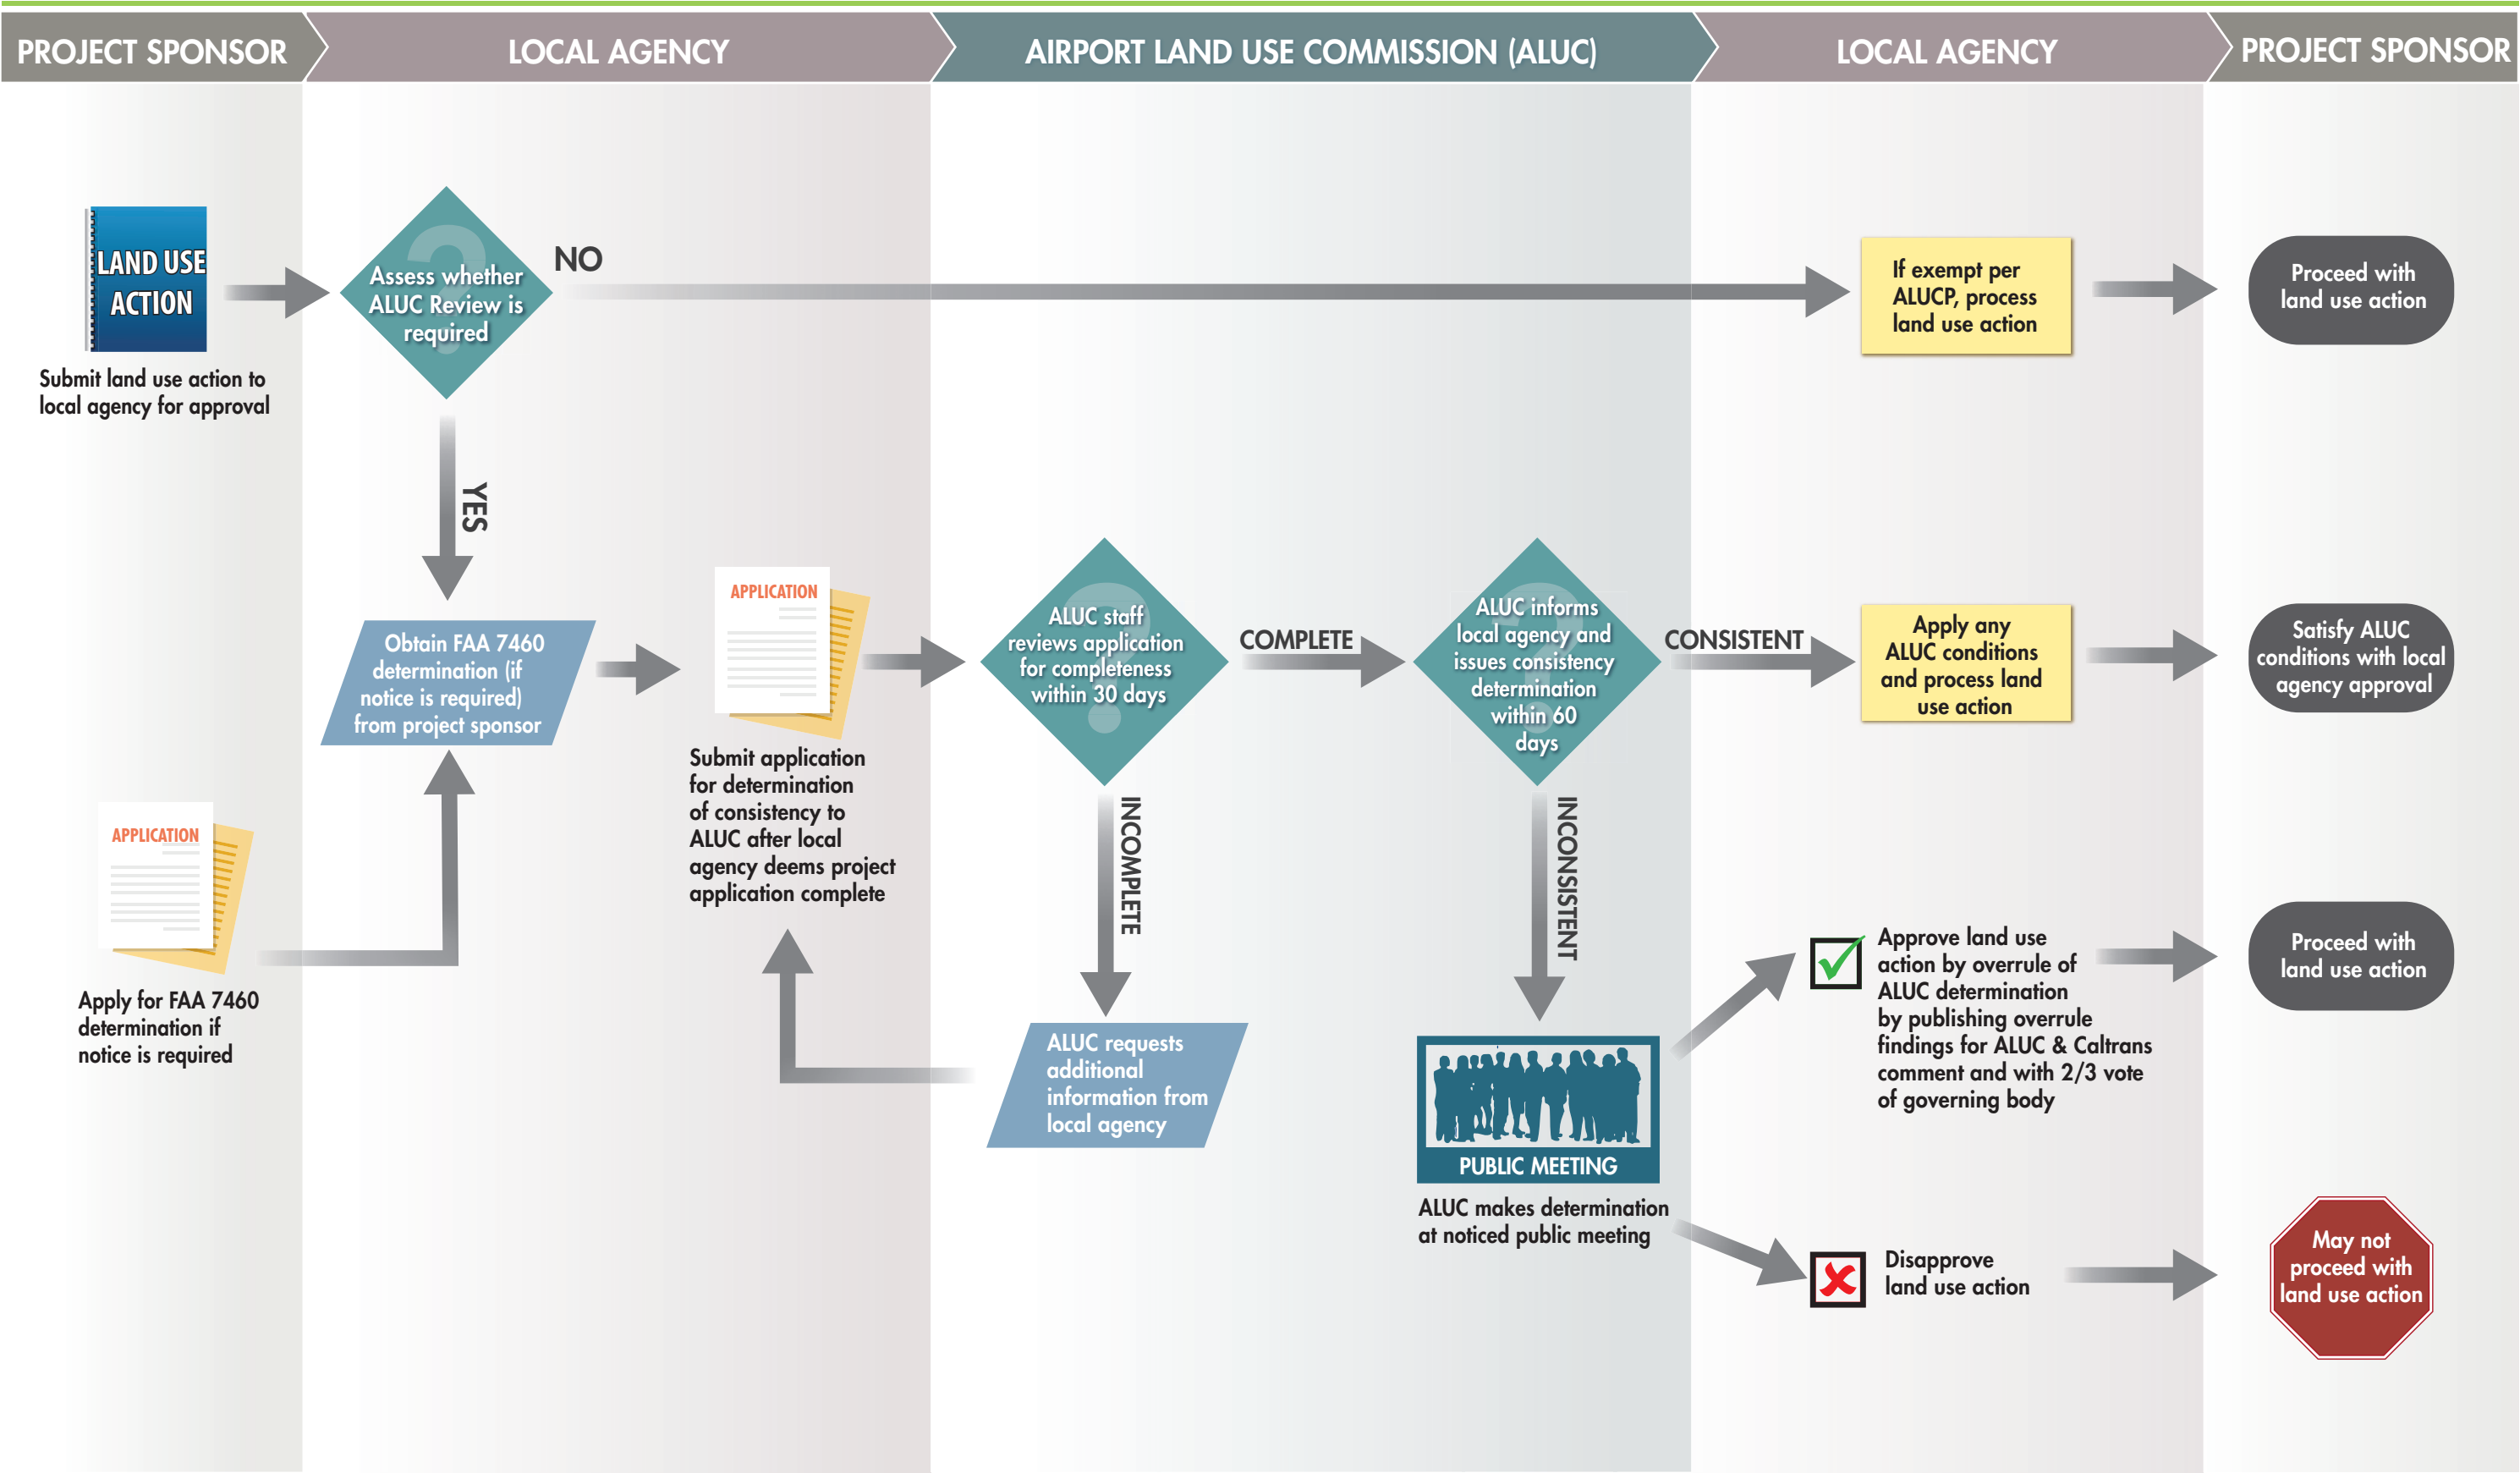 PROJECT SPONSOR
LOCAL AGENCY
AIRPORT LAND USE COMMISSION (ALUC)
LOCAL AGENCY
PROJECT SPONSOR
LAND USE
ACTION
Submit land use action to
local agency for approval
Assess whether
ALUC Review is
required
NO
If exempt per
ALUCP, process
land use action
Proceed with
land use action
YES
Obtain FAA 7460
determination (if
notice is required)
from project sponsor
APPLICATION
Submit application
for determination
of consistency to
ALUC after local
agency deems project
application complete
ALUC staff
reviews application
for completeness
within 30 days
COMPLETE
ALUC informs
local agency and
issues consistency
determination
within 60
days
CONSISTENT
Apply any
ALUC conditions
and process land
use action
Satisfy ALUC
conditions with local
agency approval
APPLICATION
Apply for FAA 7460
determination if
notice is required
INCOMPLETE
ALUC requests
additional
information from
local agency
INCONSISTENT
PUBLIC MEETING
ALUC makes determination
at noticed public meeting
Approve land use
action by overrule of
ALUC determination
by publishing overrule
findings for ALUC & Caltrans
comment and with 2/3 vote
of governing body
Proceed with
land use action
Disapprove
land use action
May not
proceed with
land use action